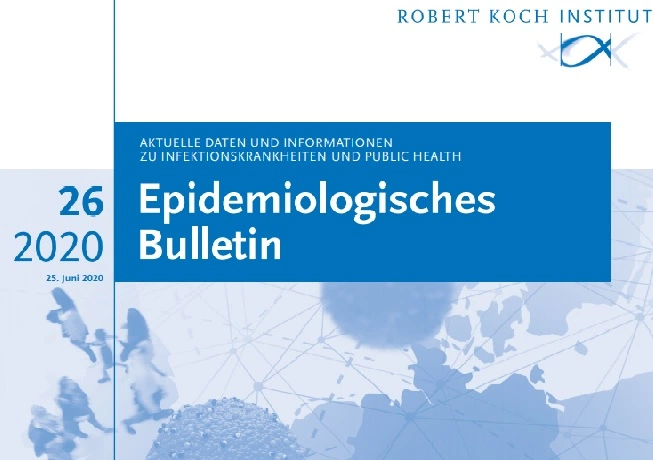 ROBERT KOCH INSTITUT
AKTUELLE DATEN UND INFORMATIONEN
ZU INFEKTIONSKRANKHEITEN UND PUBLIC HEALTH
26
2020
25. Juni 2020
Epidemiologisches
Bulletin